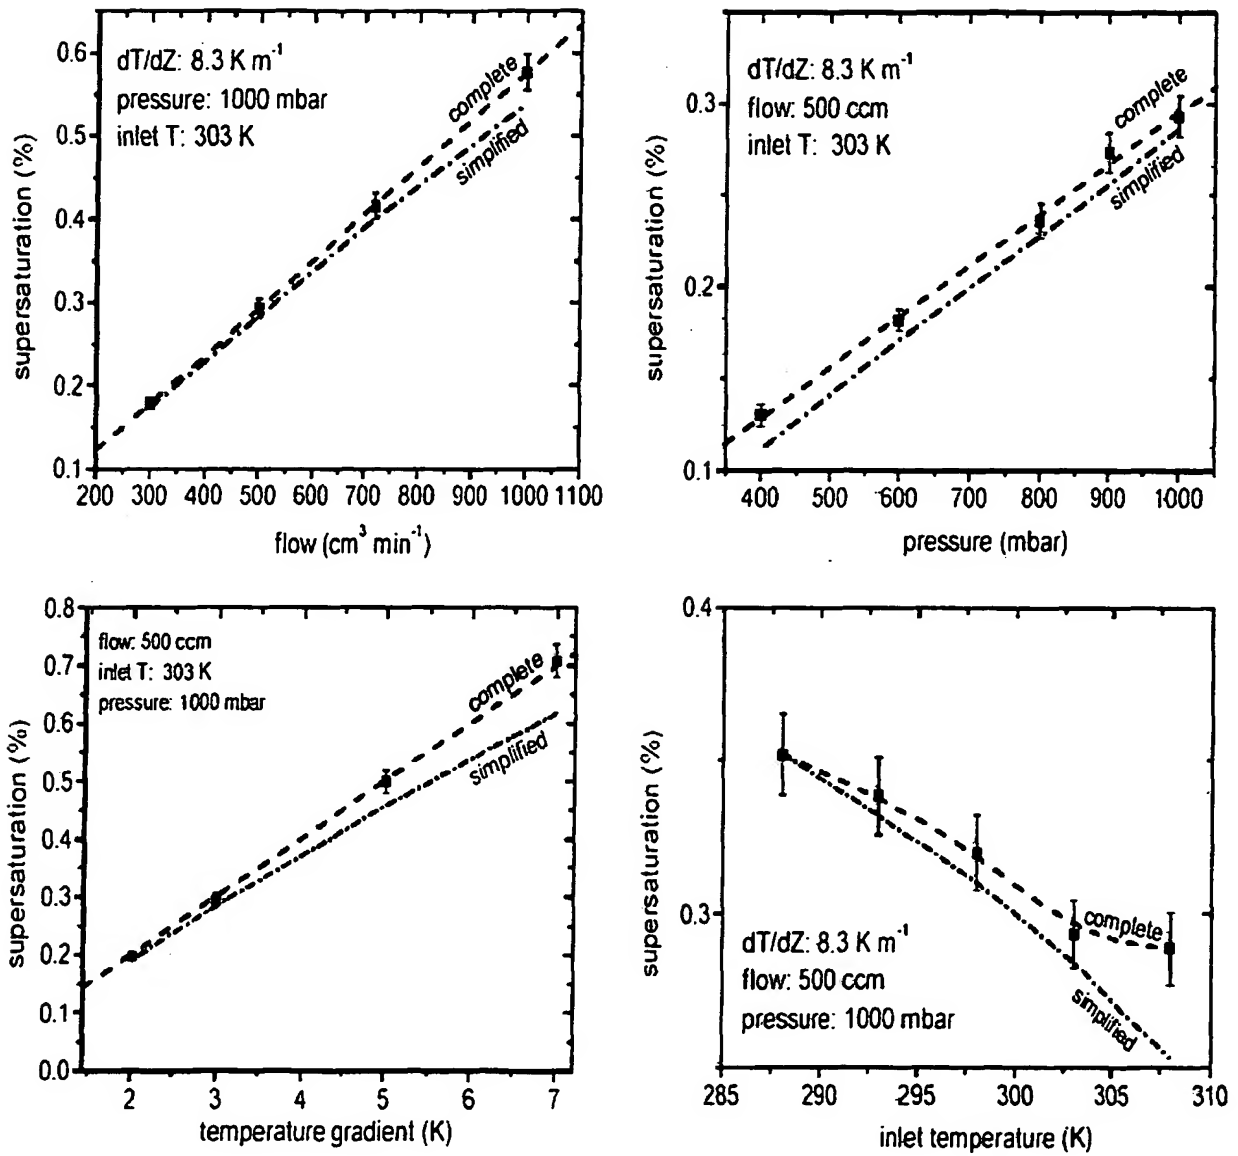 dT/dZ: 8.3 K m⁻¹
pressure: 1000 mbar
inlet T: 303 K
complete
simplified
supersaturation (%)
0.6
0.5
0.4
0.3
0.2
0.1
200 300 400 500 600 700 800 900 1000 1100
flow (cm³ min⁻¹)
dT/dZ: 8.3 K m⁻¹
flow: 500 ccm
inlet T: 303 K
complete
simplified
supersaturation (%)
0.3
0.2
0.1
400 500 600 700 800 900 1000
pressure (mbar)
flow: 500 ccm
inlet T: 303 K
pressure: 1000 mbar
complete
simplified
supersaturation (%)
0.8
0.7
0.6
0.5
0.4
0.3
0.2
0.1
0.0
2 3 4 5 6 7
temperature gradient (K)
0.4
0.3
supersaturation (%)
complete
simplified
dT/dZ: 8.3 K m⁻¹
flow: 500 ccm
pressure: 1000 mbar
285 290 295 300 305 310
inlet temperature (K)